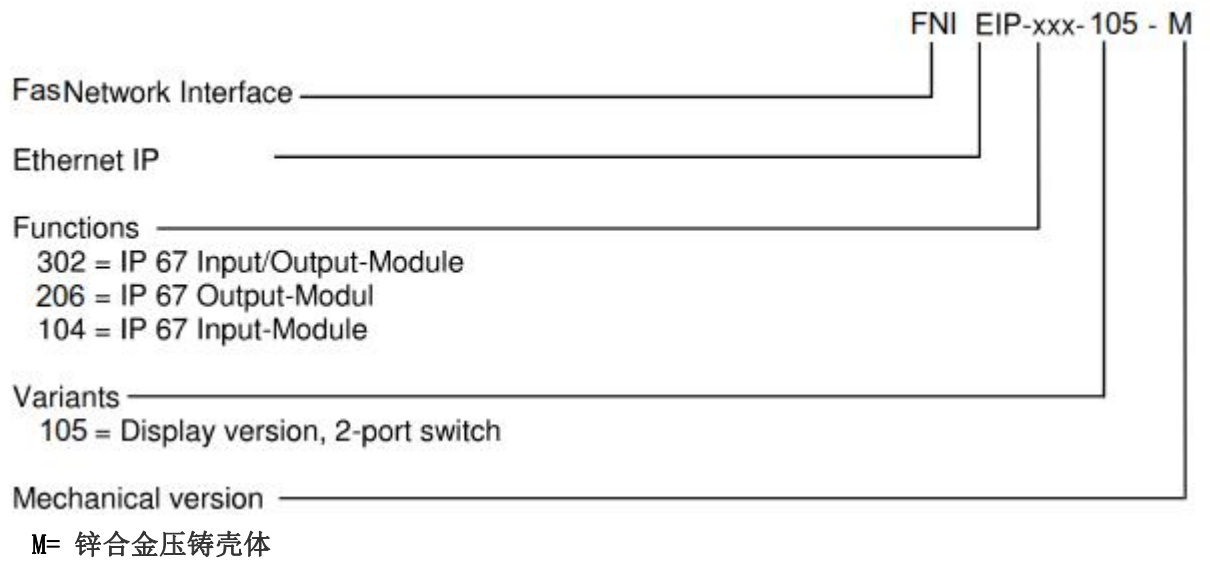 FNI EIP-xxx-105 - M
FasNetwork Interface
Ethernet IP
Functions
302 = IP 67 Input/Output-Module
206 = IP 67 Output-Modul
104 = IP 67 Input-Module
Variants
105 = Display version, 2-port switch
Mechanical version
M= 锌合金压铸壳体